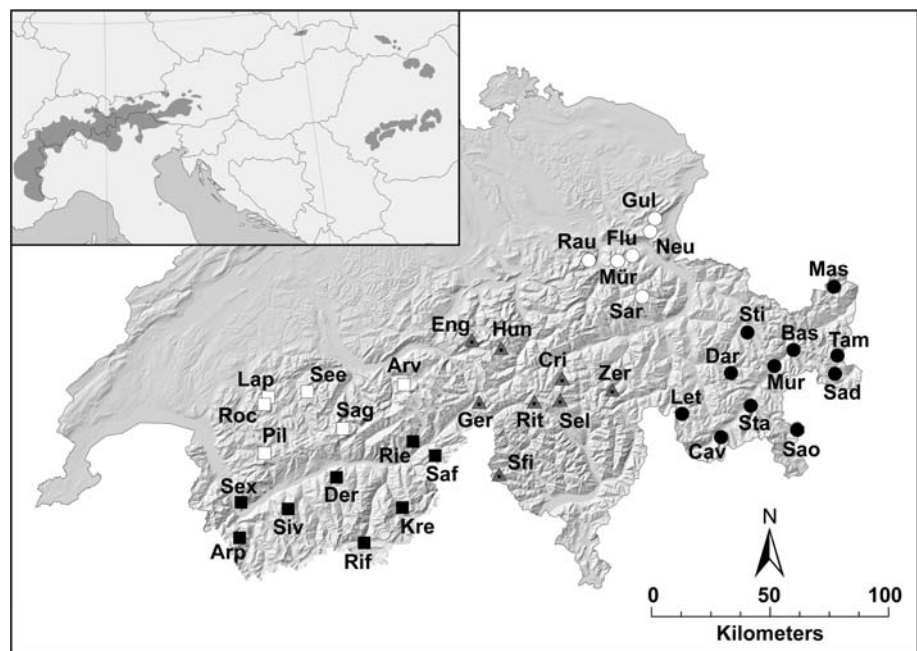 Gul
Rau
Flu
Neu
Mür
Mas
Sar
Sti
Eng
Hun
Bas
Tam
Arv
Cri
Zer
Dar
See
Lap
Mur
Sad
Roc
Sag
Ger
Rit
Sel
Let
Sta
Pil
Rie
Cav
Sao
Saf
Sfi
Sex
Der
Siv
Kre
Arp
Rif
N
0 50 100
Kilometers